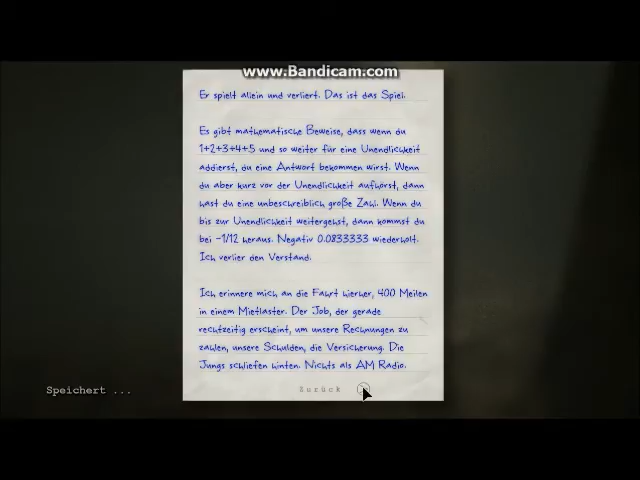 www.Bandicam.com
Er spielt allein und verliert. Das ist das Spiel.
Es gibt mathematische Beweise, dass wenn du
1+2+3+4+5 und so weiter für eine Unendlichkeit
addierst, du eine Antwort bekommen wirst. Wenn
du aber kurz vor der Unendlichkeit aufhörst, dann
hast du eine unbeschreiblich große Zahl. Wenn du
bis zur Unendlichkeit weitergehst, dann kommst du
bei -1/12 heraus. Negativ 0.0833333 wiederholt.
Ich verlier den Verstand.
Ich erinnere mich an die Fahrt hierher, 400 Meilen
in einem Mietlaster. Der Job, der gerade
rechtzeitig erscheint, um unsere Rechnungen zu
zahlen, unsere Schulden, die Versicherung. Die
Jungs schliefen hinten. Nichts als AM Radio.
Speichert ...
Zurück